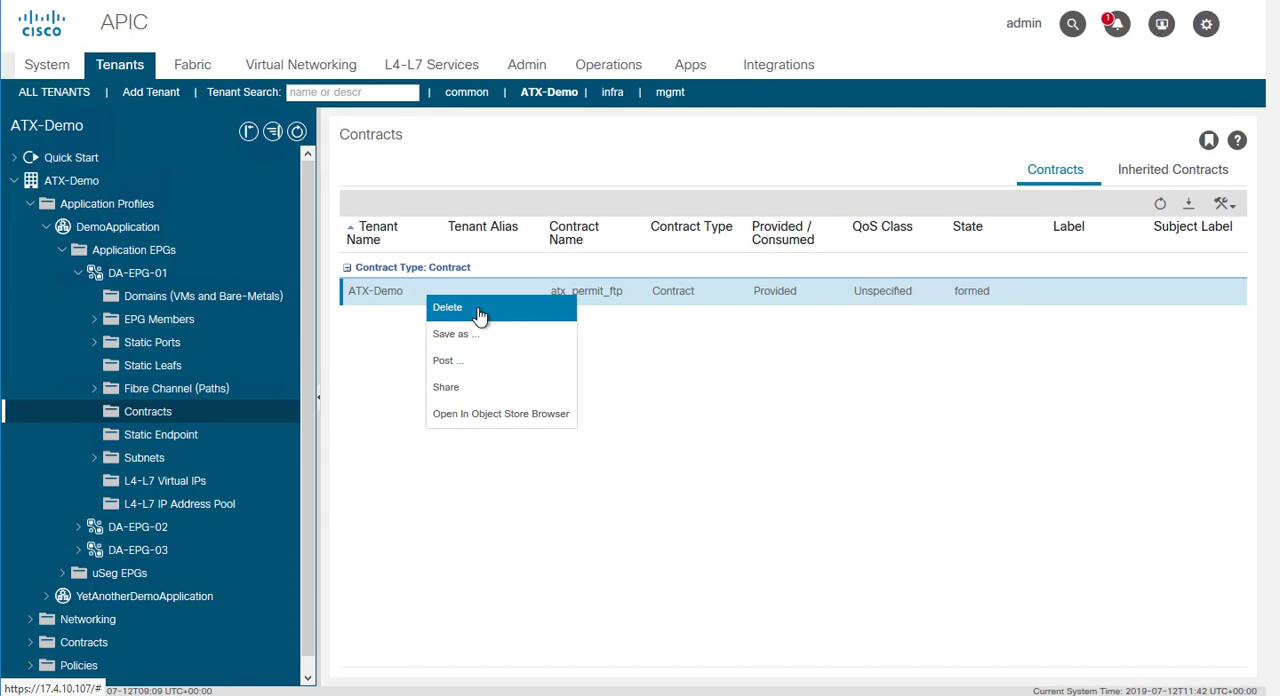 CISCO
APIC
admin
1
System Tenants Fabric Virtual Networking L4-L7 Services Admin Operations Apps Integrations
ALL TENANTS | Add Tenant | Tenant Search: name or descr | common | ATX-Demo | infra | mgmt
ATX-Demo
Quick Start
ATX-Demo
Application Profiles
DemoApplication
Application EPGs
DA-EPG-01
Domains (VMs and Bare-Metals)
EPG Members
Static Ports
Static Leafs
Fibre Channel (Paths)
Contracts
Static Endpoint
Subnets
L4-L7 Virtual IPs
L4-L7 IP Address Pool
DA-EPG-02
DA-EPG-03
uSeg EPGs
YetAnotherDemoApplication
Networking
Contracts
Policies
https://17.4.10.107/#
07-12T09:09 UTC+00:00
Contracts
?
Contracts Inherited Contracts
Tenant Name Tenant Alias Contract Name Contract Type Provided / Consumed QoS Class State Label Subject Label
Contract Type: Contract
ATX-Demo atx_permit_ftp Contract Provided Unspecified formed
Delete
Save as ...
Post ...
Share
Open In Object Store Browser
Current System Time: 2019-07-12T11:42 UTC+00:00